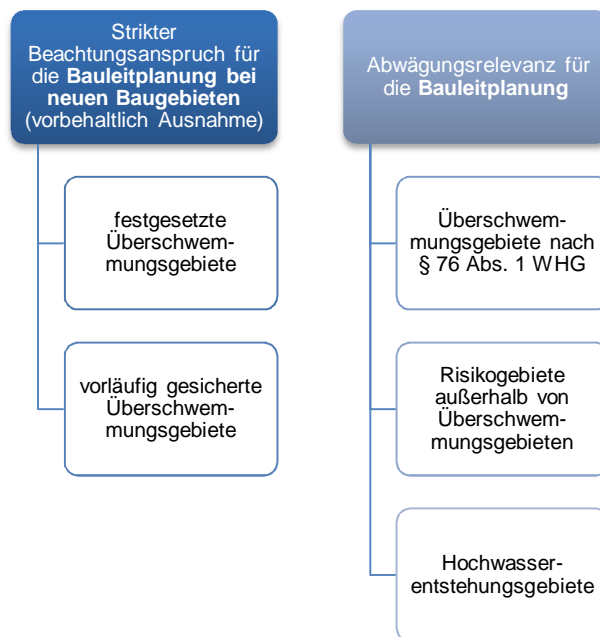 Strikter
Beachtungsanspruch für
die Bauleitplanung bei
neuen Baugebieten
(vorbehaltlich Ausnahme)
festgesetzte
Überschwem-
mungsgebiete
vorläufig gesicherte
Überschwem-
mungsgebiete
Abwägungsrelevanz für
die Bauleitplanung
Überschwem-
mungsgebiete nach
§ 76 Abs. 1 WHG
Risikogebiete
außerhalb von
Überschwem-
mungsgebieten
Hochwasser-
entstehungsgebiete